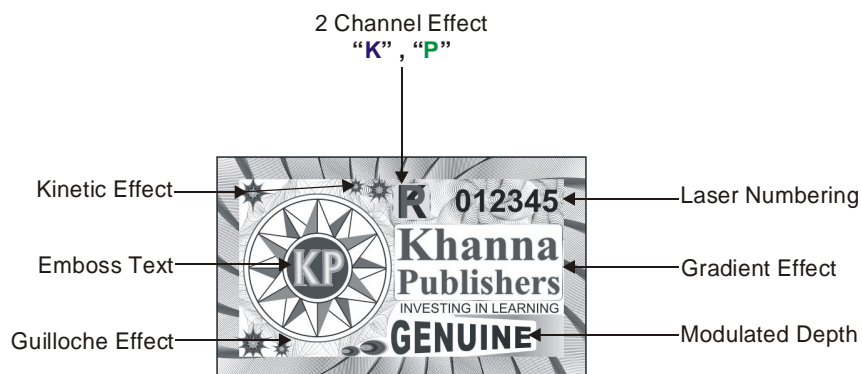 2 Channel Effect
“K” , “P”
Kinetic Effect
Emboss Text
Guilloche Effect
KP
012345
Khanna
Publishers
INVESTING IN LEARNING
GENUINE
Laser Numbering
Gradient Effect
Modulated Depth